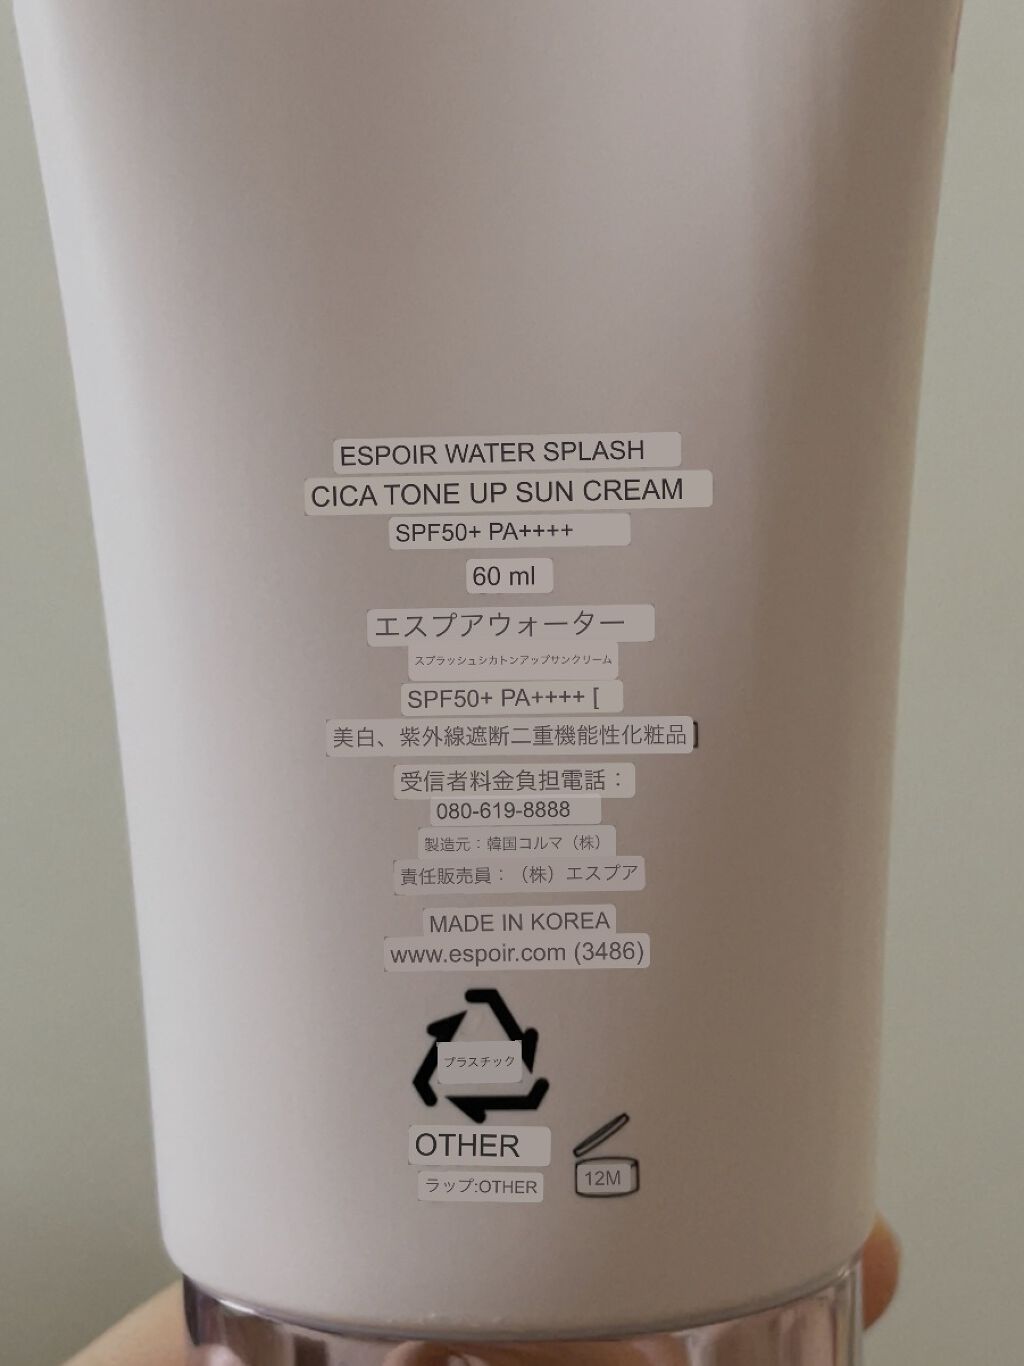 ESPOIR WATER SPLASH
CICA TONE UP SUN CREAM
SPF50+ PA++++
60 ml
エスプアウォーター
スプラッシュシカトンアップサンクリーム
SPF50+ PA++++ [
美白、紫外線遮断二重機能性化粧品]
受信者料金負担電話：
080-619-8888
製造元：韓国コルマ（株）
責任販売員：（株）エスプア
MADE IN KOREA
www.espoir.com (3486)
プラスチック
OTHER
ラップ:OTHER
12M